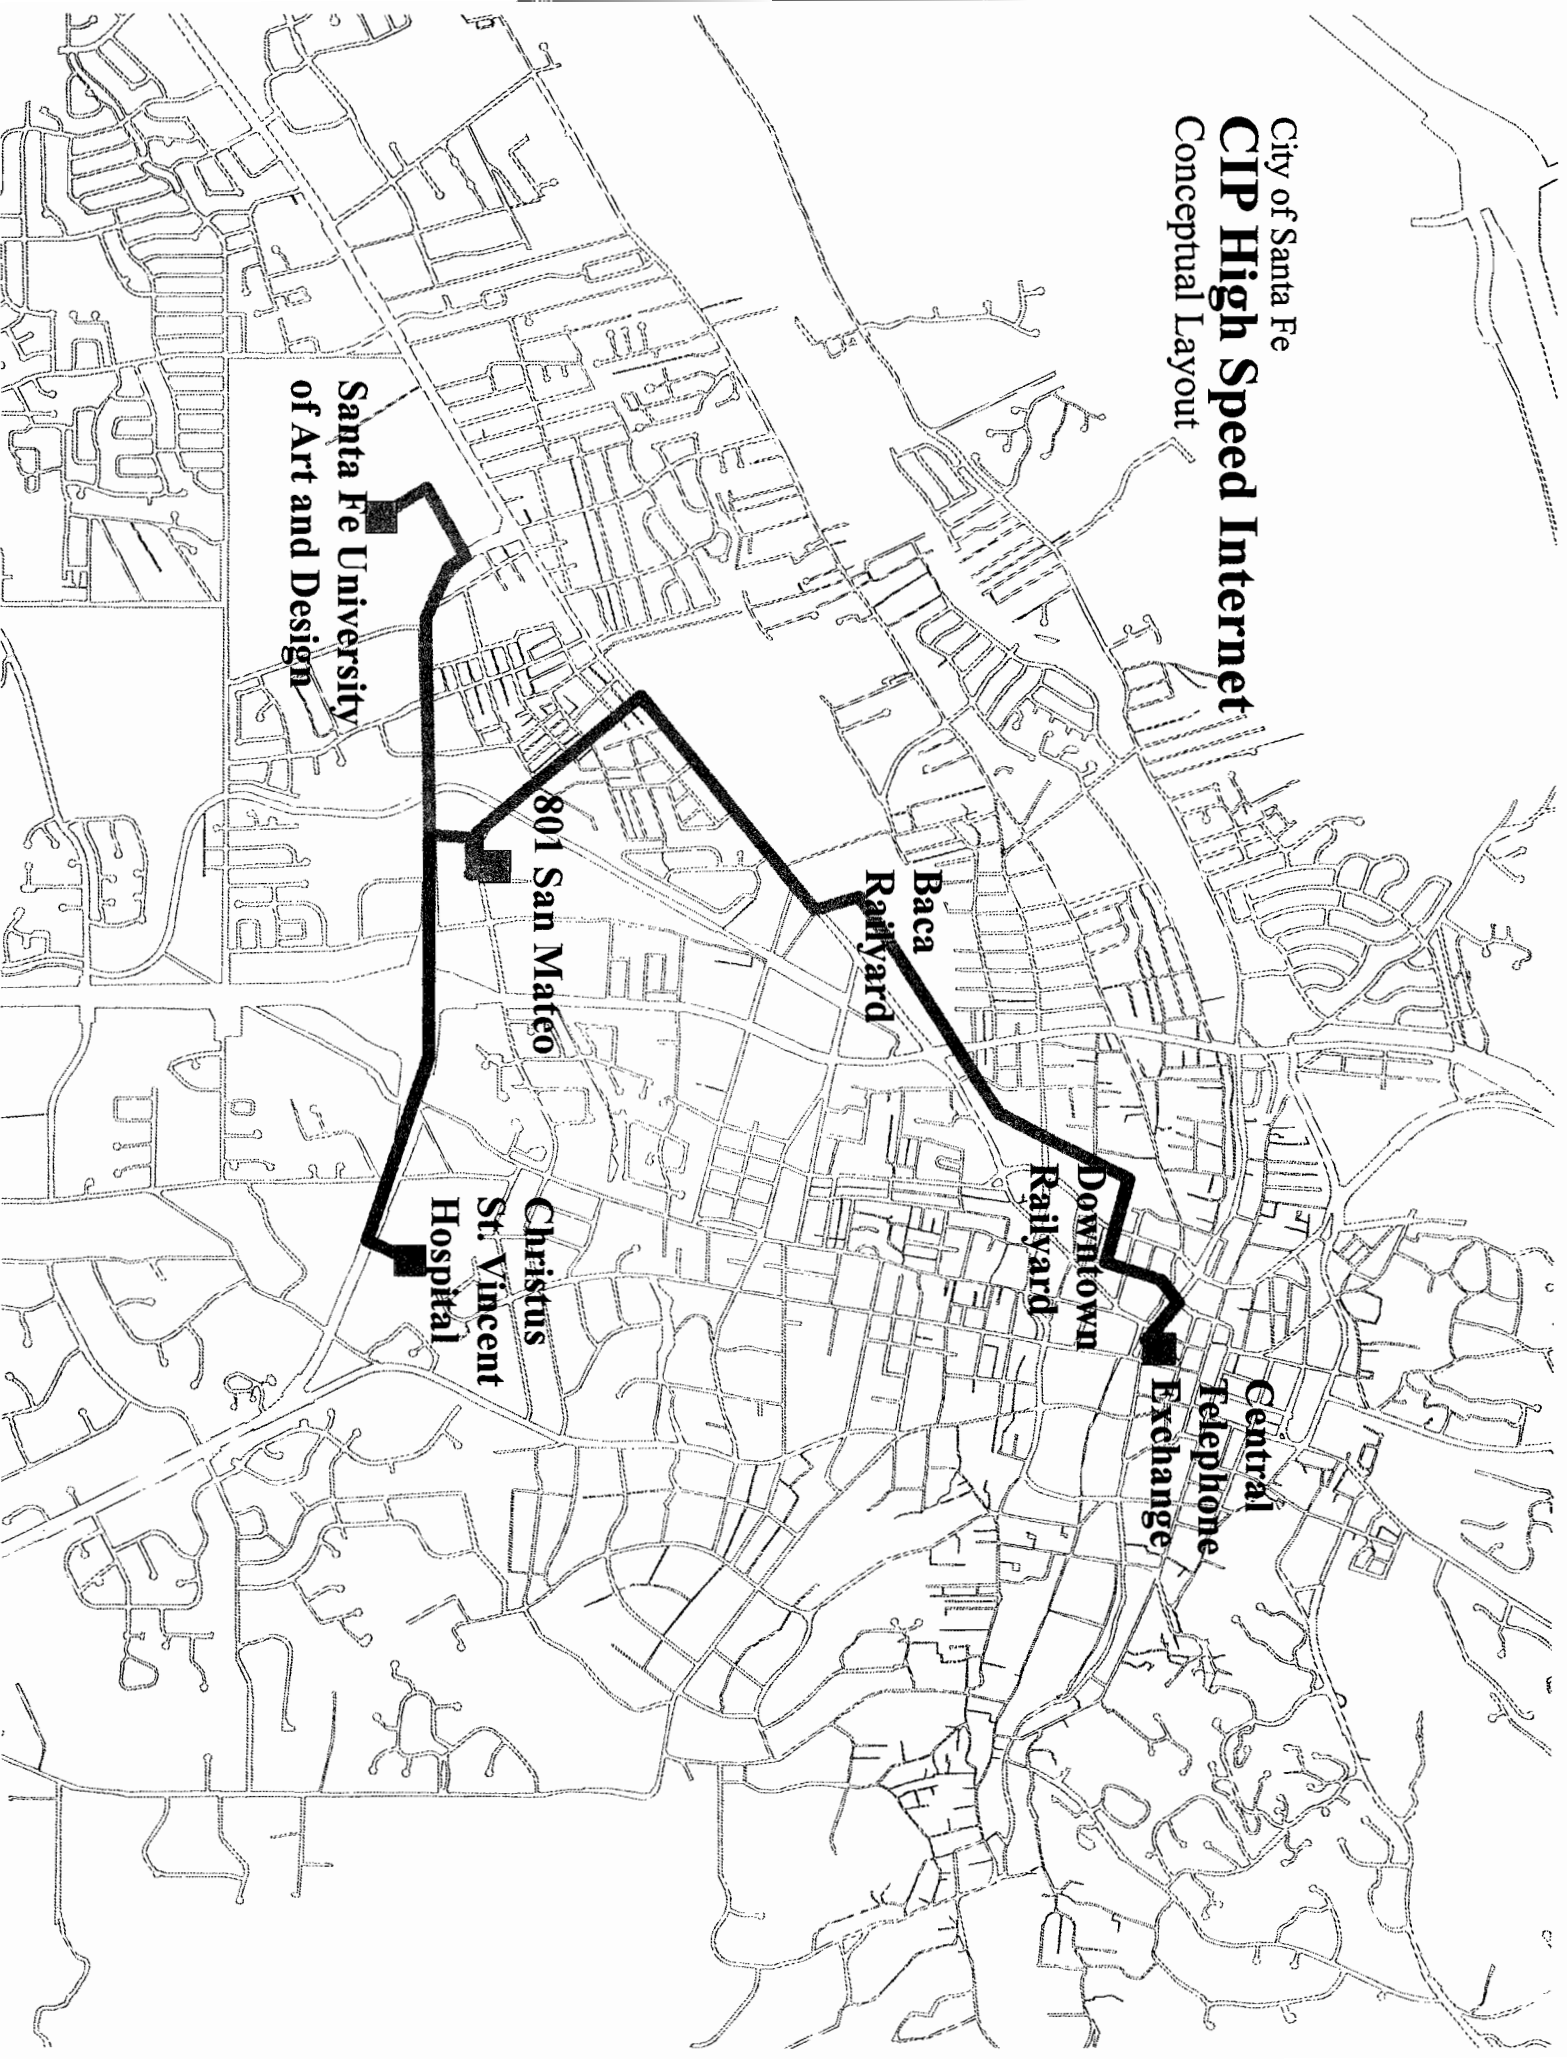 City of Santa Fe
CIP High Speed Internet
Conceptual Layout
Santa Fe University
of Art and Design
801 San Mateo
Baca
Railyard
Downtown
Railyard
Central
Telephone
Exchange
Christus
St. Vincent
Hospital